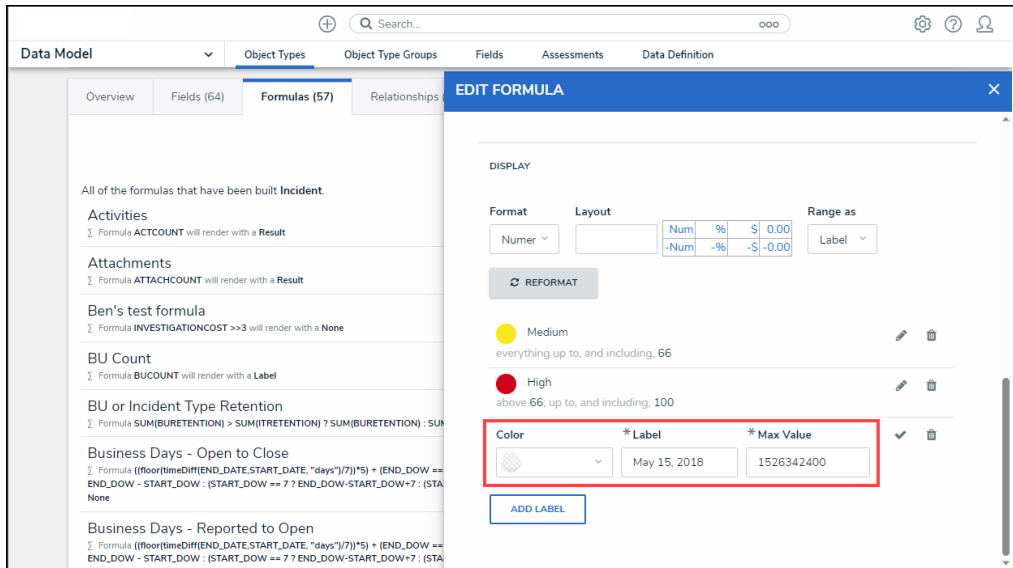 Search...
Data Model
Object Types Object Type Groups Fields Assessments Data Definition
Overview Fields (64) Formulas (57) Relationships
EDIT FORMULA
All of the formulas that have been built Incident.
Activities
∑ Formula ACTCOUNT will render with a Result
Attachments
∑ Formula ATTACHCOUNT will render with a Result
Ben's test formula
∑ Formula INVESTIGATIONCOST >>3 will render with a None
BU Count
∑ Formula BUCOUNT will render with a Label
BU or Incident Type Retention
∑ Formula SUM(BURETENTION) > SUM(ITRETENTION) ? SUM(BURETENTION) : SUM
Business Days - Open to Close
∑ Formula ((floor(timeDiff(END_DATE,START_DATE, "days")/7))*5) + (END_DOW ==
END_DOW - START_DOW : (START_DOW == 7 ? END_DOW-START_DOW+7 : (STA
None
Business Days - Reported to Open
∑ Formula ((floor(timeDiff(END_DATE,START_DATE, "days")/7))*5) + (END_DOW ==
END_DOW - START_DOW : (START_DOW == 7 ? END_DOW-START_DOW+7 : (STA
DISPLAY
Format Layout Range as
Numer Num % $ 0.00 Label
-Num -% -$ -0.00
REFORMAT
Medium
everything up to, and including, 66
High
above 66; up to, and including, 100
Color *Label *Max Value
May 15, 2018 1526342400
ADD LABEL